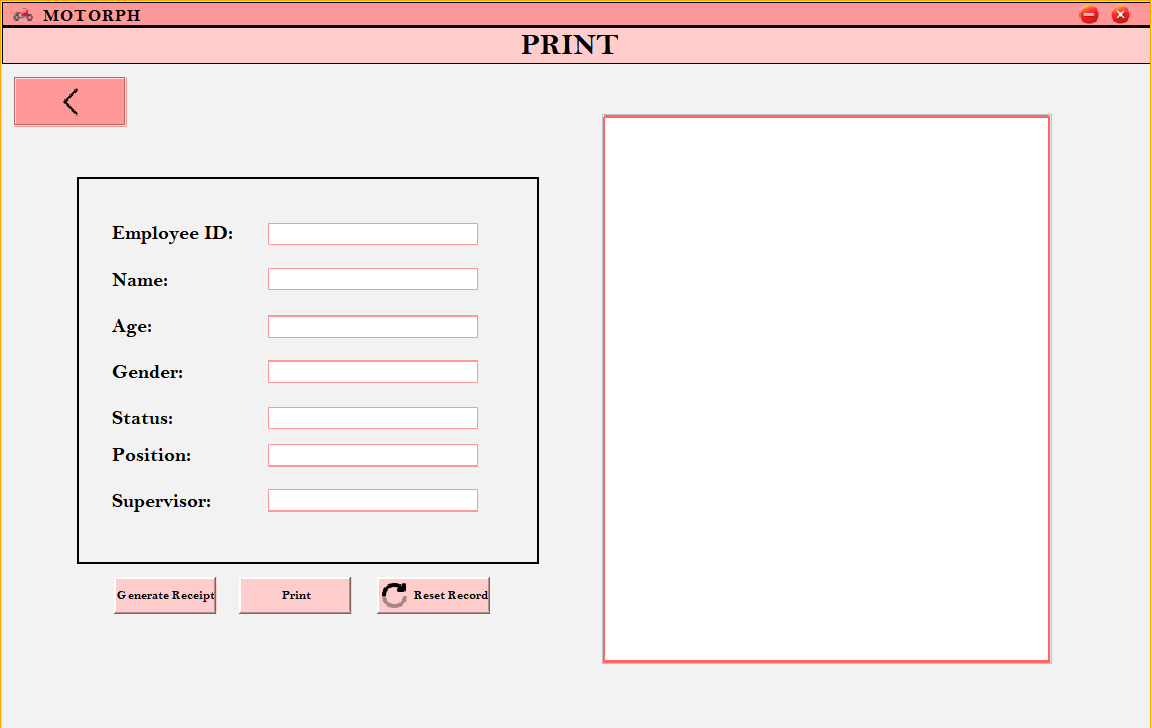 MOTORPH
PRINT
Employee ID:
Name:
Age:
Gender:
Status:
Position:
Supervisor:
Generate Receipt
Print
Reset Record